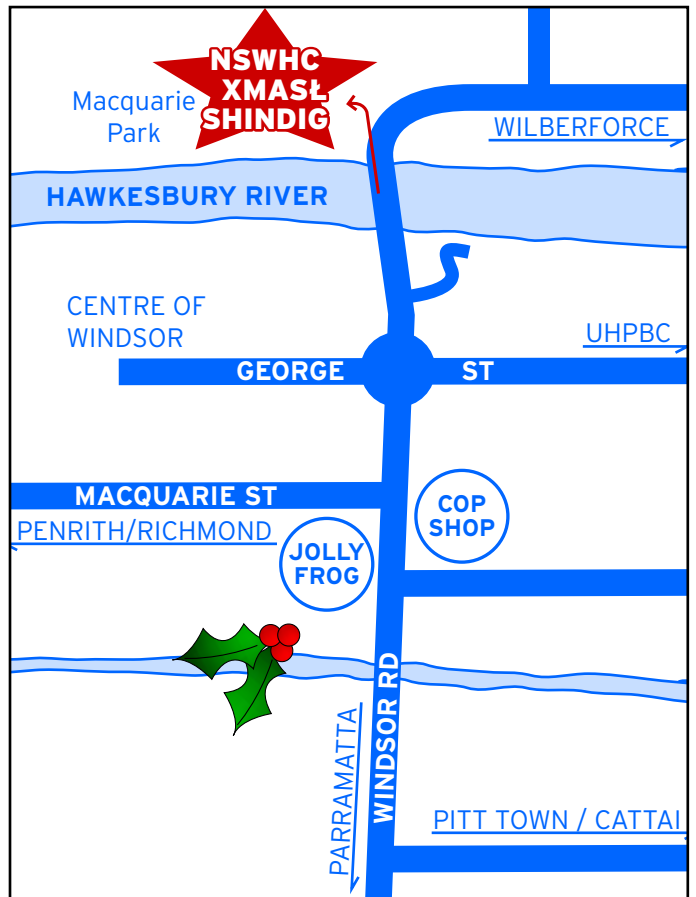 NSWHC
XMASŁ
SHINDIG
Macquarie
Park
WILBERFORCE
HAWKESBURY RIVER
CENTRE OF
WINDSOR
UHPBC
GEORGE ST
MACQUARIE ST
COP
SHOP
PENRITH/RICHMOND
JOLLY
FROG
WINDSOR RD
PARRAMATTA
PITT TOWN / CATTAI